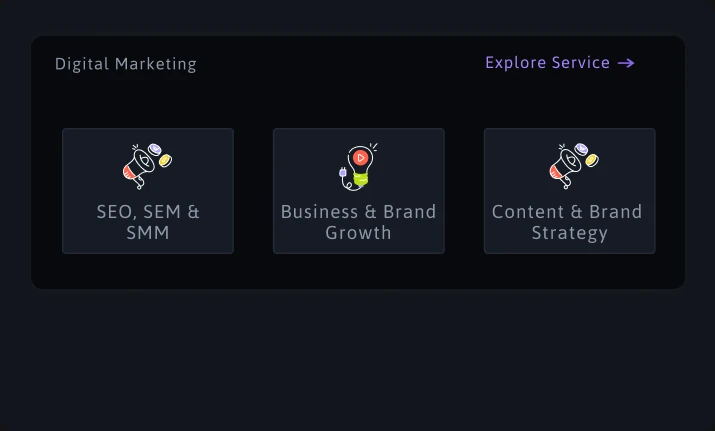 Digital Marketing
Explore Service →
SEO, SEM &
SMM
Business & Brand
Growth
Content & Brand
Strategy